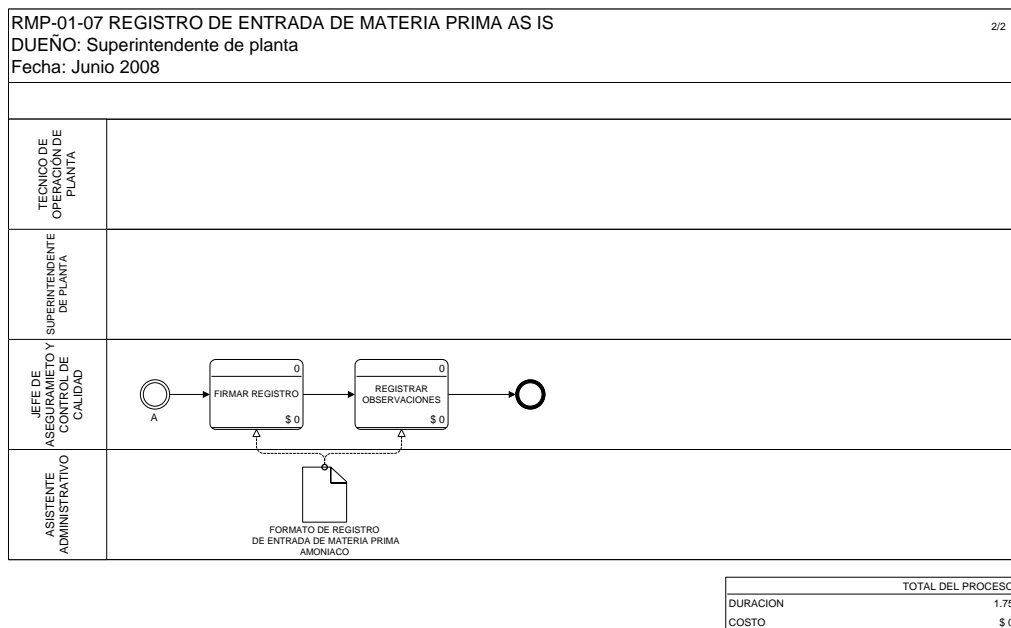 RMP-01-07 REGISTRO DE ENTRADA DE MATERIA PRIMA AS IS
2/2
DUEÑO: Superintendente de planta
Fecha: Junio 2008
TECNICO DE
OPERACIÓN DE
PLANTA
SUPERINTENDENTE
DE PLANTA
JEFE DE
ASEGURAMIETO Y
CONTROL DE
CALIDAD
A
0
FIRMAR REGISTRO
$ 0
0
REGISTRAR
OBSERVACIONES
$ 0
ASISTENTE
ADMINISTRATIVO
FORMATO DE REGISTRO
DE ENTRADA DE MATERIA PRIMA
AMONIACO
TOTAL DEL PROCESO
DURACION 1.75
COSTO $ 0